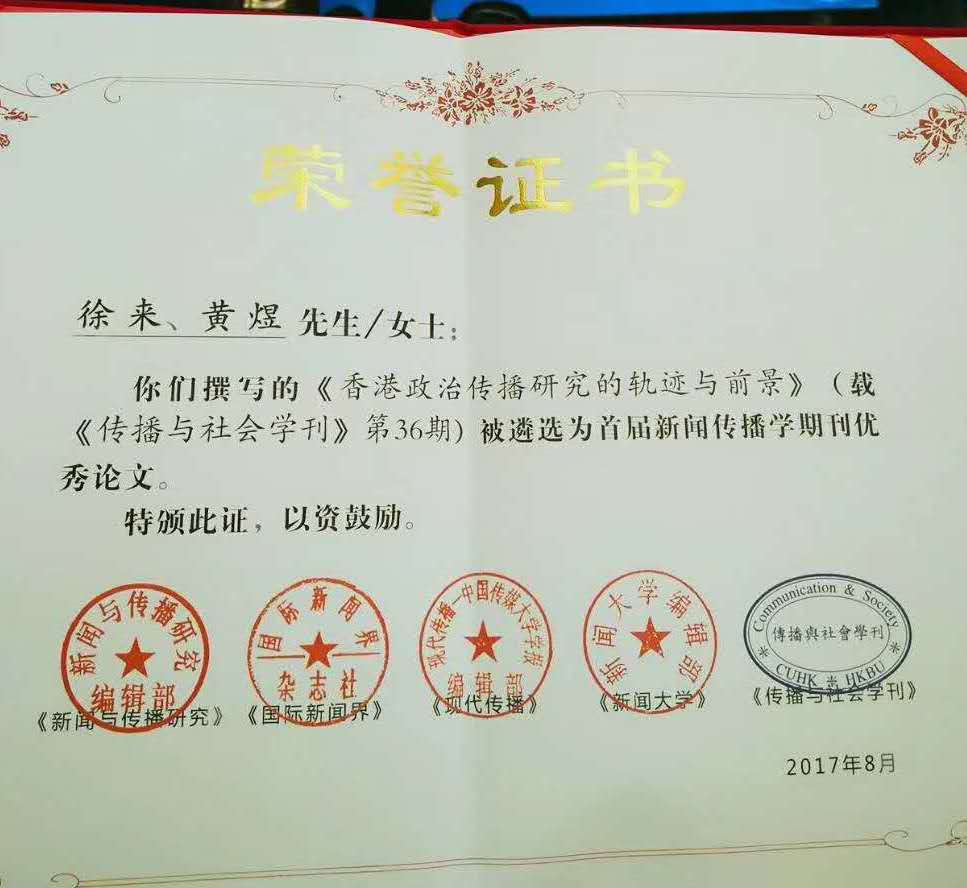 荣誉证书
徐来、黄煜 先生/女士：
你们撰写的《香港政治传播研究的轨迹与前景》（载
《传播与社会学刊》第36期）被遴选为首届新闻传播学期刊优
秀论文。
特颁此证，以资鼓励。
新闻与传播研究
编辑部
国际新闻界
杂志社
现代传播—中国传媒大学学报
编辑部
新闻大学编辑部
Communication & Society
傳播與社會學刊
CUHK HKBU
《新闻与传播研究》 《国际新闻界》 《现代传播》 《新闻大学》 《传播与社会学刊》
2017年8月